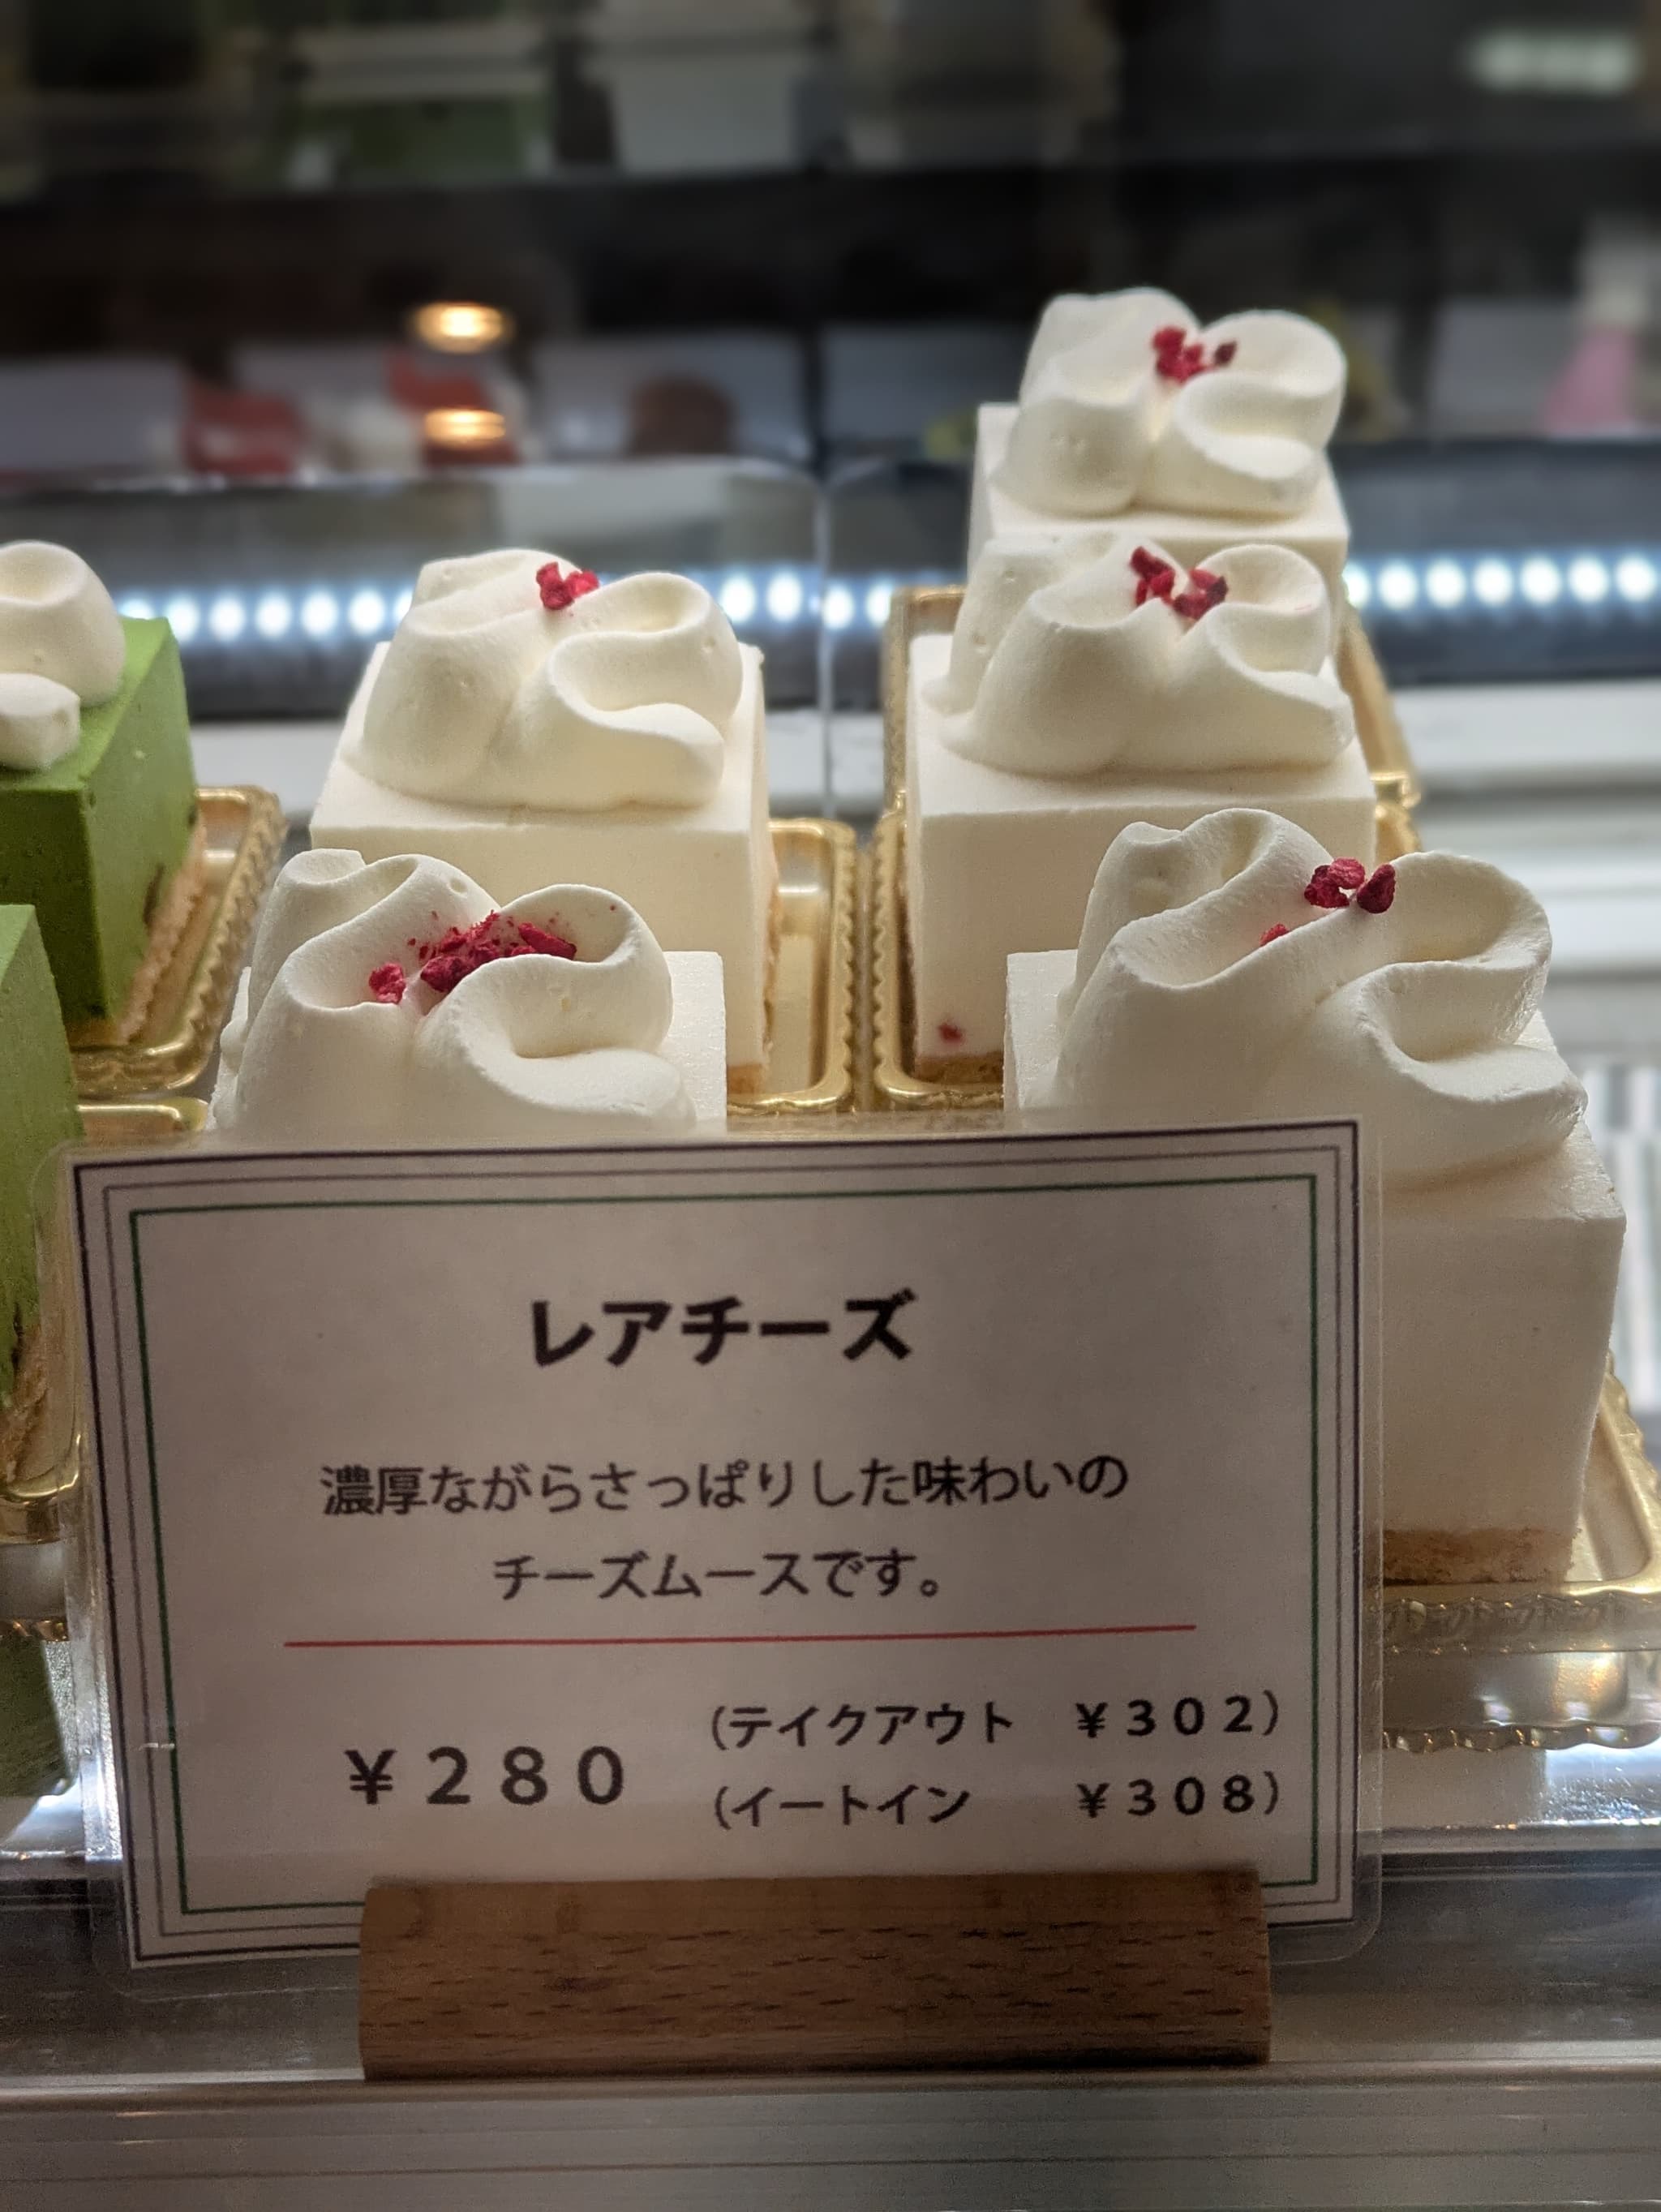 レアチーズ
濃厚ながらさっぱりした味わいの
チーズムースです。
(テイクアウト　¥３０２)
¥２８０
(イートイン　¥３０８)